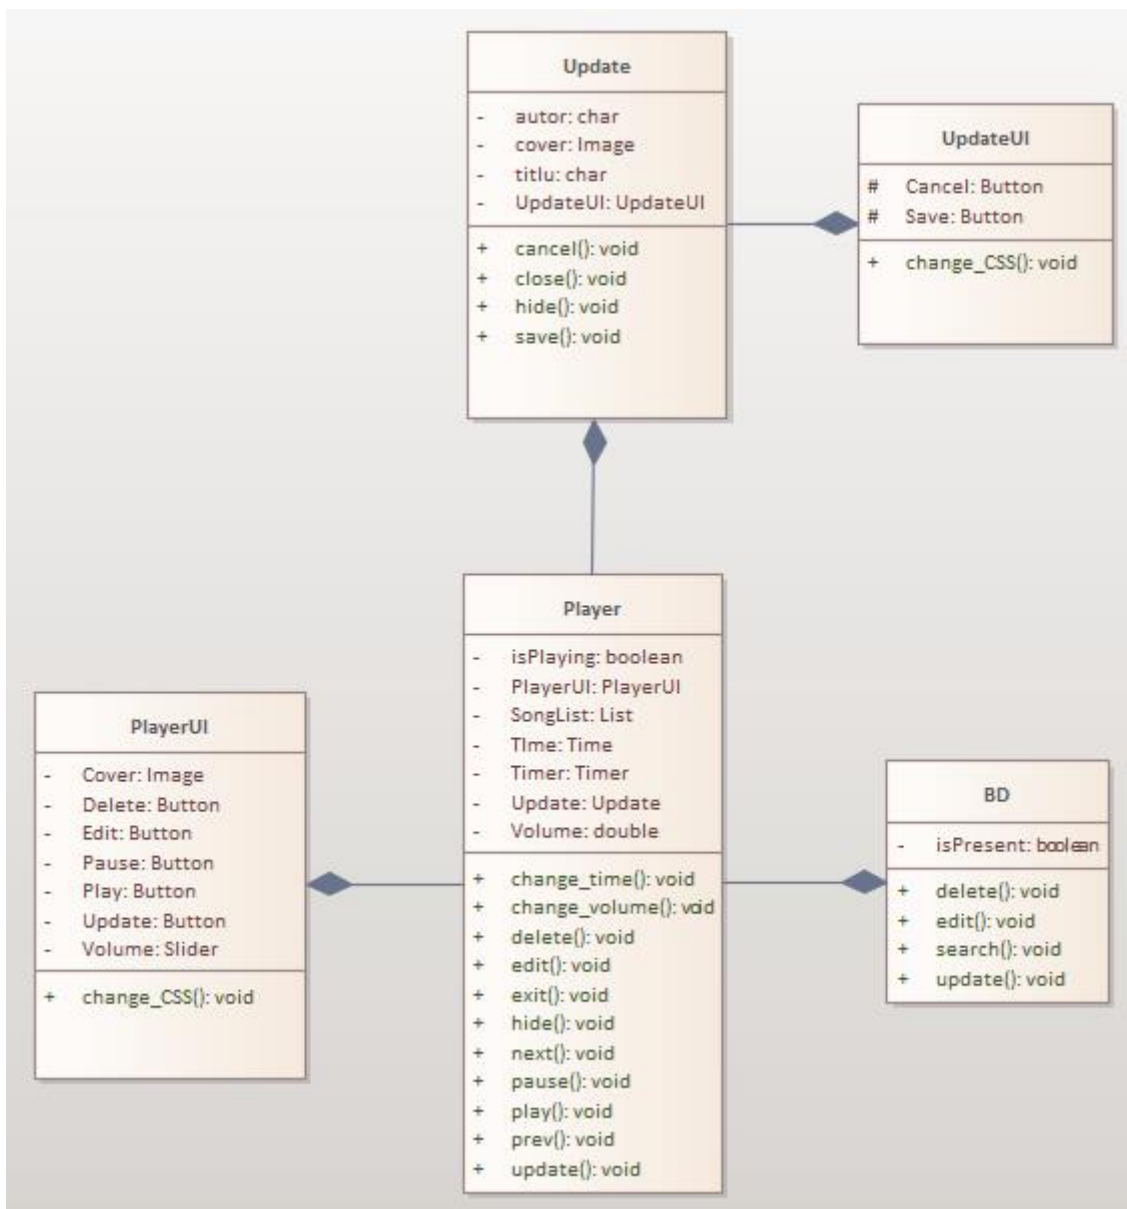 Update
- autor: char
- cover: Image
- titlu: char
- UpdateUI: UpdateUI
+ cancel(): void
+ close(): void
+ hide(): void
+ save(): void
UpdateUI
# Cancel: Button
# Save: Button
+ change_CSS(): void
Player
- isPlaying: boolean
- PlayerUI: PlayerUI
- SongList: List
- TIme: Time
- Timer: Timer
- Update: Update
- Volume: double
+ change_time(): void
+ change_volume(): void
+ delete(): void
+ edit(): void
+ exit(): void
+ hide(): void
+ next(): void
+ pause(): void
+ play(): void
+ prev(): void
+ update(): void
PlayerUI
- Cover: Image
- Delete: Button
- Edit: Button
- Pause: Button
- Play: Button
- Update: Button
- Volume: Slider
+ change_CSS(): void
BD
- isPresent: boolean
+ delete(): void
+ edit(): void
+ search(): void
+ update(): void